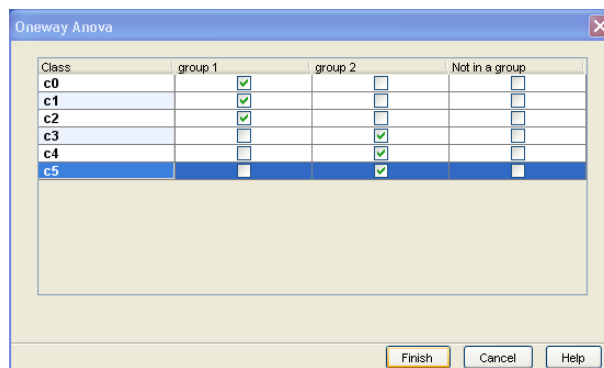 Oneway Anova
Class group 1 group 2 Not in a group
c0
c1
c2
c3
c4
c5
Finish Cancel Help